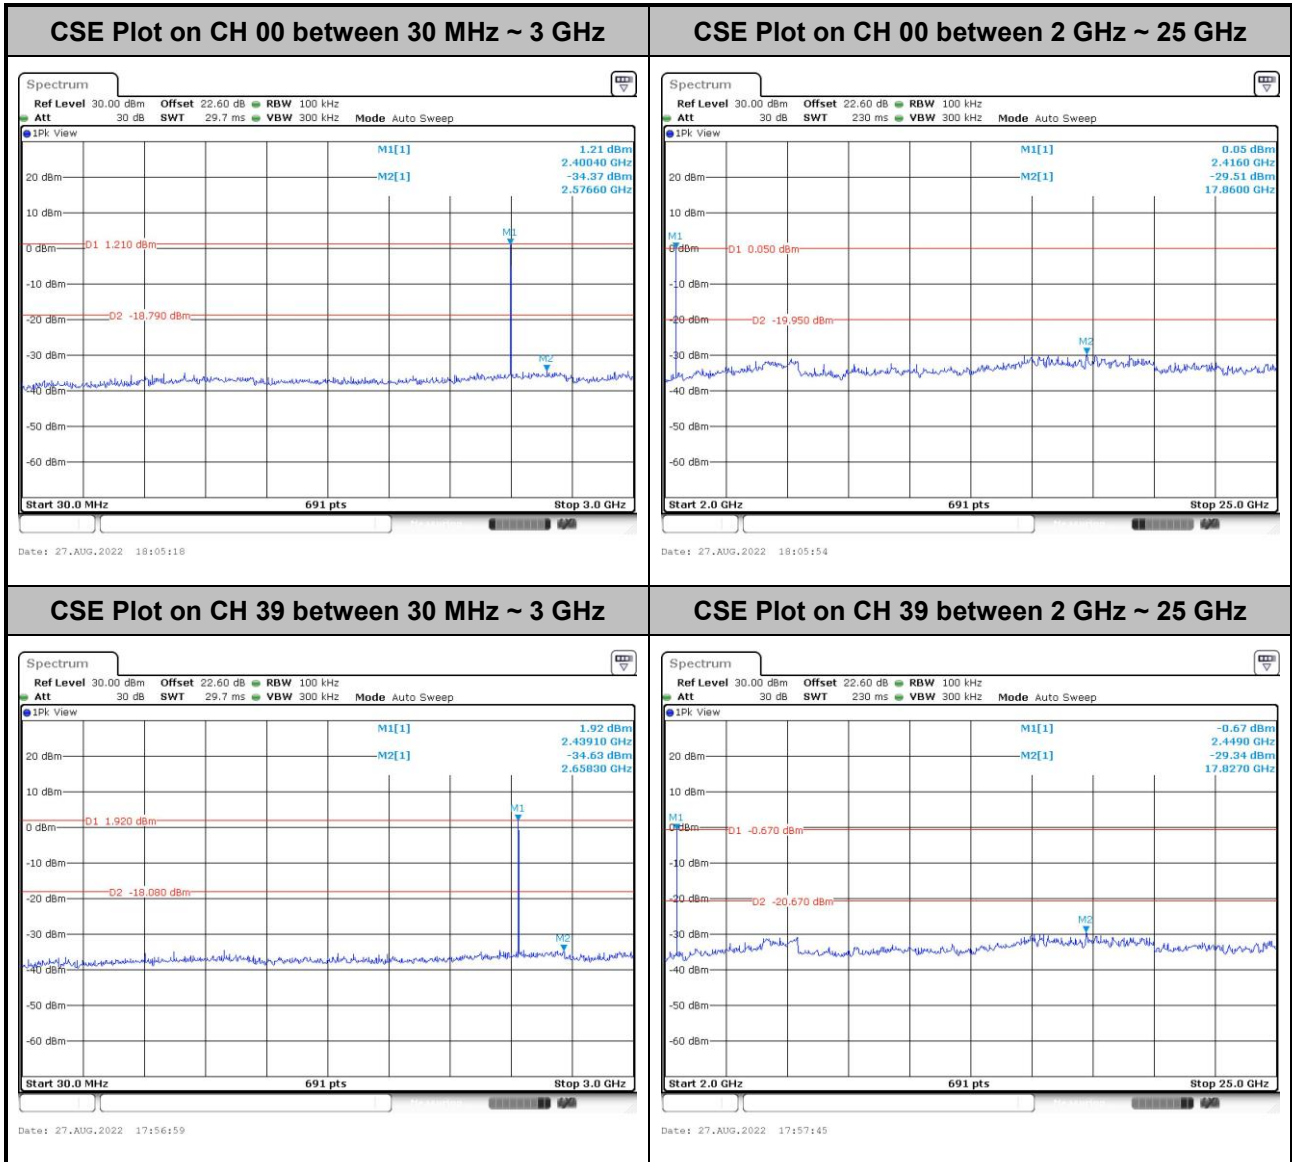 CSE Plot on CH 00 between 30 MHz ~ 3 GHz
Spectrum
Ref Level 30.00 dBm Offset 22.60 dB RBW 100 kHz
Att 30 dB SWT 29.7 ms VBW 300 kHz Mode Auto Sweep
1Pk View
M1[1] 1.21 dBm
2.40040 GHz
M2[1] -34.37 dBm
2.57660 GHz
20 dBm
10 dBm
M1
0 dBm
D1 1.210 dBm
-10 dBm
D2 -18.790 dBm
-20 dBm
-30 dBm
M2
-40 dBm
-50 dBm
-60 dBm
Start 30.0 MHz 691 pts Stop 3.0 GHz
Date: 27.AUG.2022 18:05:18
CSE Plot on CH 00 between 2 GHz ~ 25 GHz
Spectrum
Ref Level 30.00 dBm Offset 22.60 dB RBW 100 kHz
Att 30 dB SWT 230 ms VBW 300 kHz Mode Auto Sweep
1Pk View
M1[1] 0.05 dBm
2.4160 GHz
M2[1] -29.51 dBm
17.8600 GHz
20 dBm
10 dBm
M1
0 dBm
D1 0.050 dBm
-10 dBm
-20 dBm
D2 -19.950 dBm
M2
-30 dBm
-40 dBm
-50 dBm
-60 dBm
Start 2.0 GHz 691 pts Stop 25.0 GHz
Date: 27.AUG.2022 18:05:54
CSE Plot on CH 39 between 30 MHz ~ 3 GHz
Spectrum
Ref Level 30.00 dBm Offset 22.60 dB RBW 100 kHz
Att 30 dB SWT 29.7 ms VBW 300 kHz Mode Auto Sweep
1Pk View
M1[1] 1.92 dBm
2.43910 GHz
M2[1] -34.63 dBm
2.65830 GHz
20 dBm
10 dBm
M1
D1 1.920 dBm
0 dBm
-10 dBm
D2 -18.080 dBm
-20 dBm
-30 dBm
M2
-40 dBm
-50 dBm
-60 dBm
Start 30.0 MHz 691 pts Stop 3.0 GHz
Date: 27.AUG.2022 17:56:59
CSE Plot on CH 39 between 2 GHz ~ 25 GHz
Spectrum
Ref Level 30.00 dBm Offset 22.60 dB RBW 100 kHz
Att 30 dB SWT 230 ms VBW 300 kHz Mode Auto Sweep
1Pk View
M1[1] -0.67 dBm
2.4490 GHz
M2[1] -29.34 dBm
17.8270 GHz
20 dBm
10 dBm
M1
0 dBm
D1 -0.670 dBm
-10 dBm
-20 dBm
D2 -20.670 dBm
M2
-30 dBm
-40 dBm
-50 dBm
-60 dBm
Start 2.0 GHz 691 pts Stop 25.0 GHz
Date: 27.AUG.2022 17:57:45